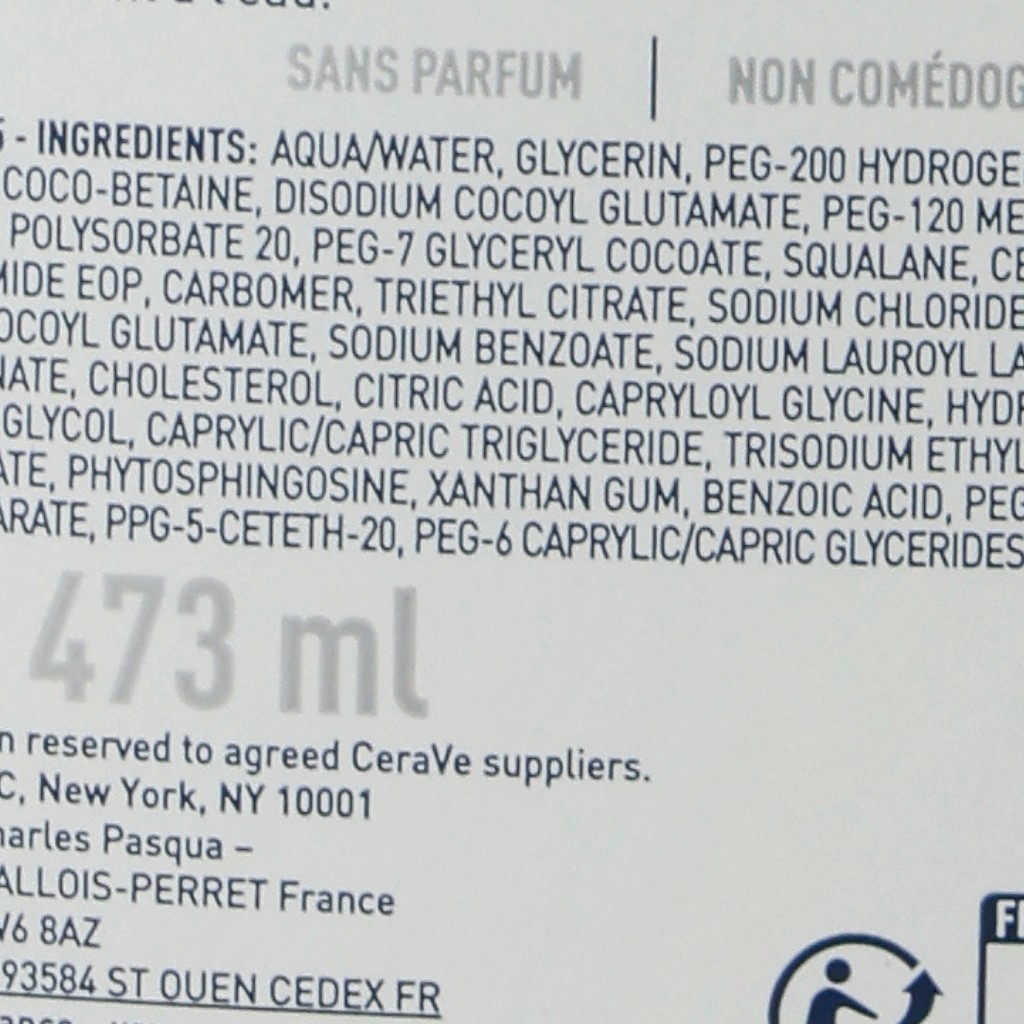 SANS PARFUM | NON COMÉDOG
- INGREDIENTS: AQUA/WATER, GLYCERIN, PEG-200 HYDROGE
COCO-BETAINE, DISODIUM COCOYL GLUTAMATE, PEG-120 ME
POLYSORBATE 20, PEG-7 GLYCERYL COCOATE, SQUALANE, CE
MIDE EOP, CARBOMER, TRIETHYL CITRATE, SODIUM CHLORIDE
OCOYL GLUTAMATE, SODIUM BENZOATE, SODIUM LAUROYL LA
NATE, CHOLESTEROL, CITRIC ACID, CAPRYLOYL GLYCINE, HYDR
GLYCOL, CAPRYLIC/CAPRIC TRIGLYCERIDE, TRISODIUM ETHYL
ATE, PHYTOSPHINGOSINE, XANTHAN GUM, BENZOIC ACID, PEG
ARATE, PPG-5-CETETH-20, PEG-6 CAPRYLIC/CAPRIC GLYCERIDES
473 ml
n reserved to agreed CeraVe suppliers.
C, New York, NY 10001
harles Pasqua –
ALLOIS-PERRET France
W6 8AZ
93584 ST OUEN CEDEX FR